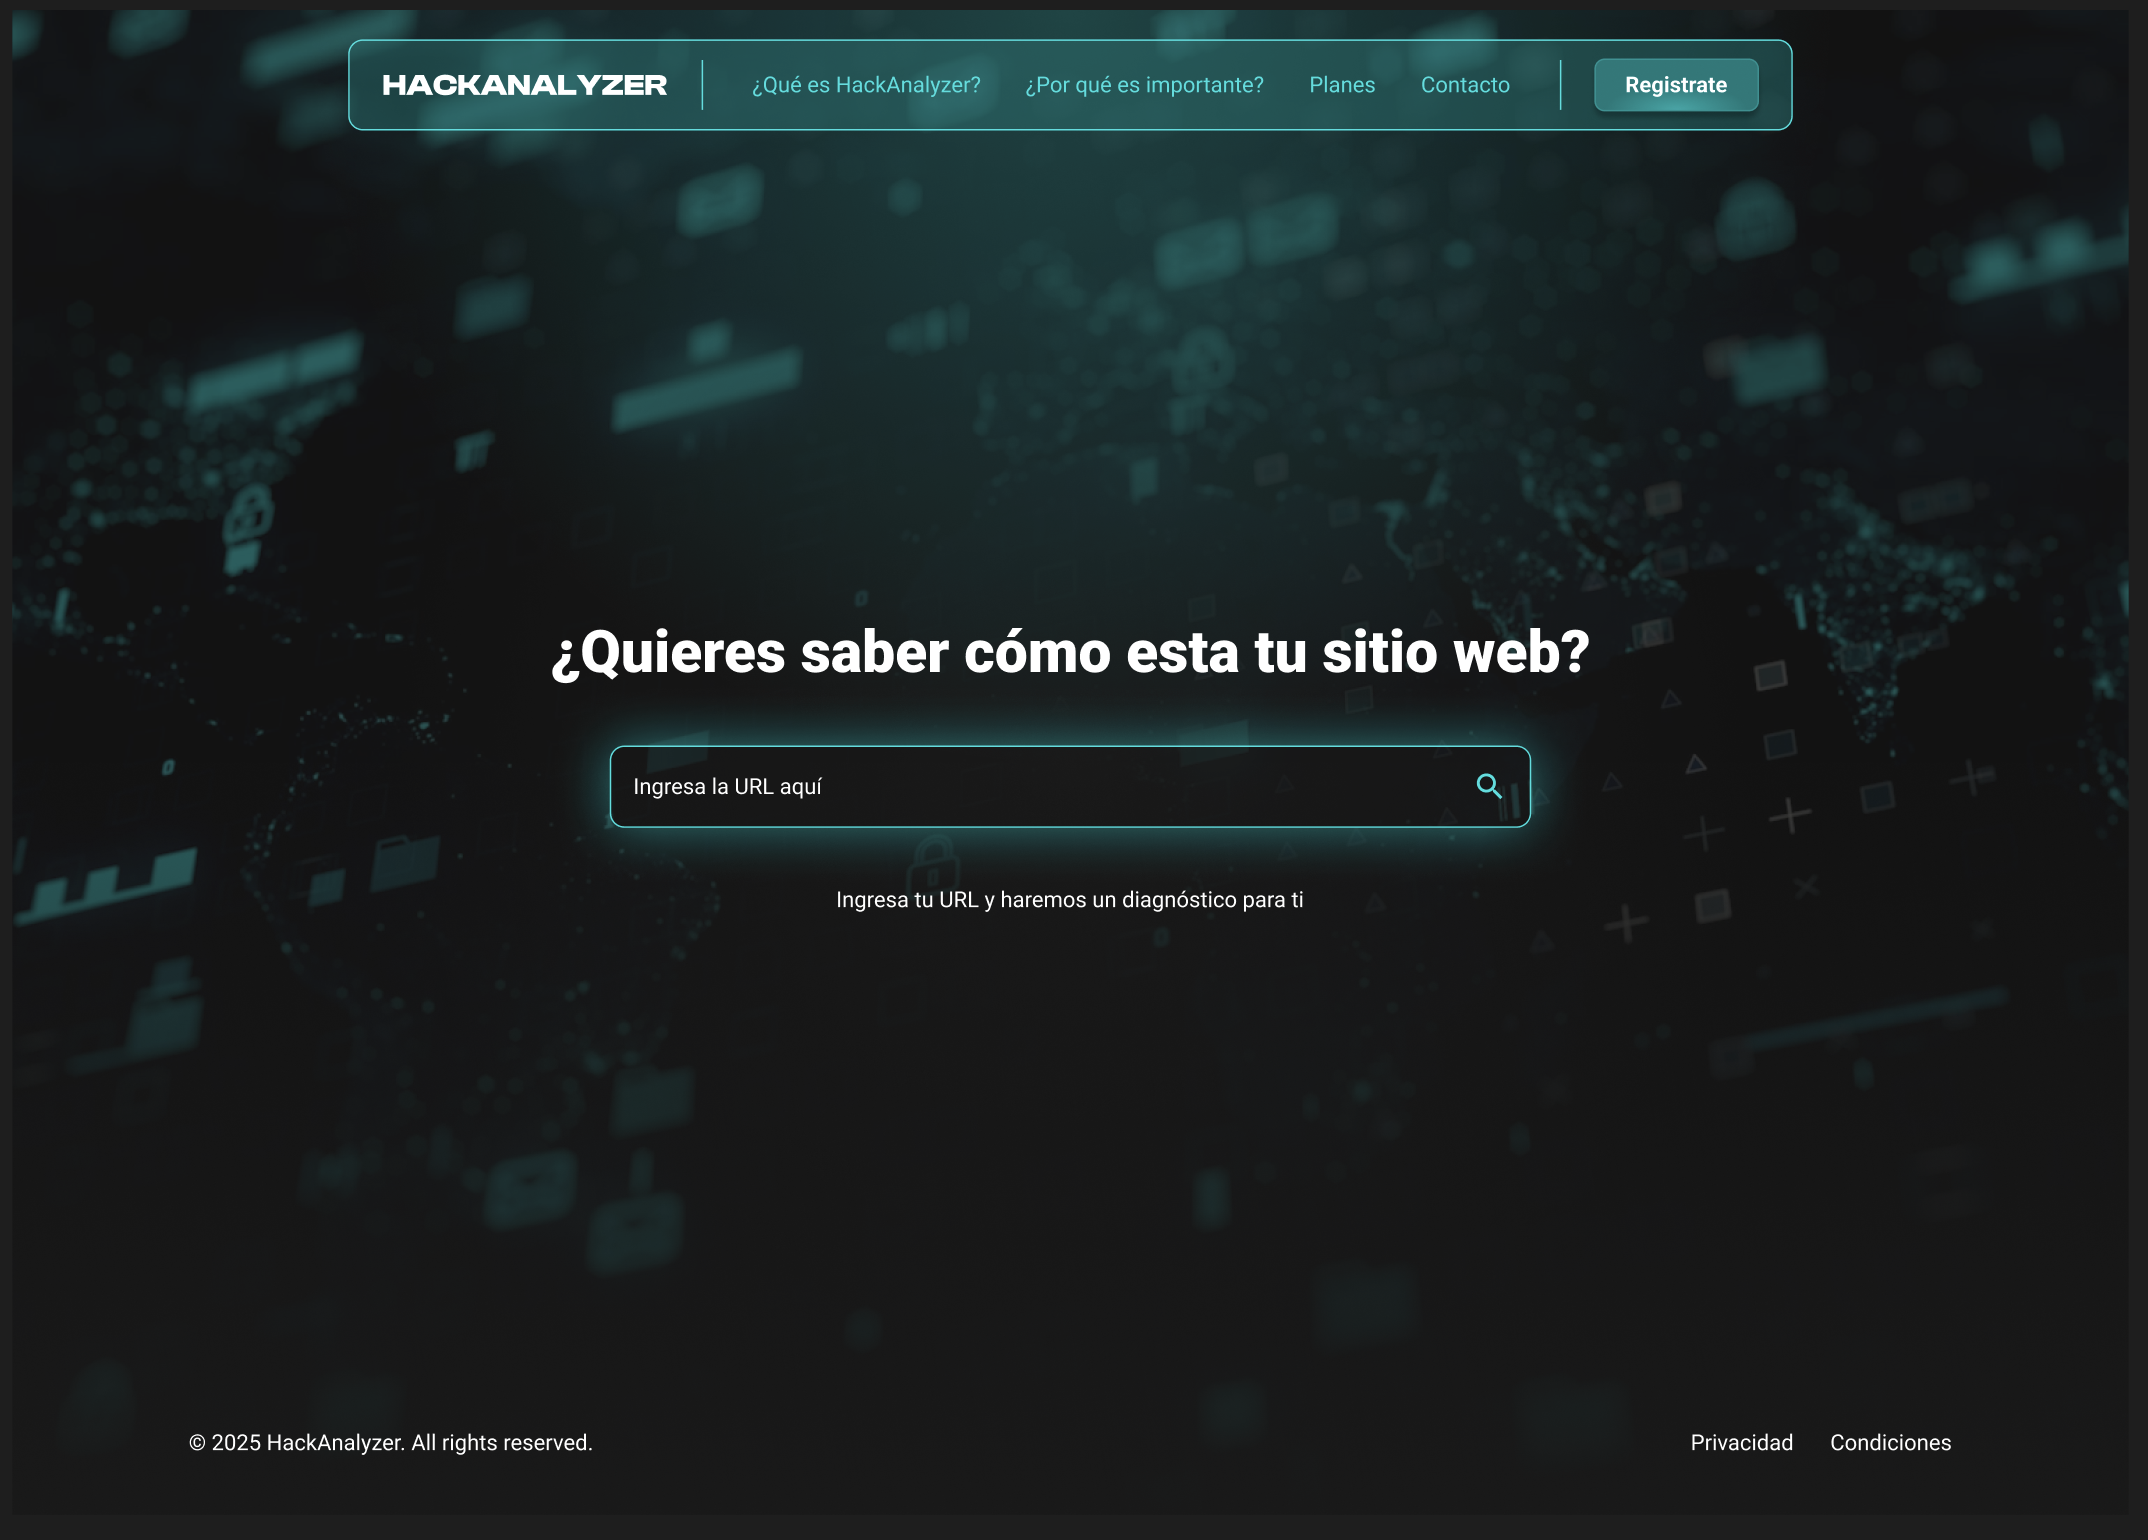 HACKANALYZER
¿Qué es HackAnalyzer?
¿Por qué es importante?
Planes
Contacto
Registrate
¿Quieres saber cómo esta tu sitio web?
Ingresa la URL aquí
Ingresa tu URL y haremos un diagnóstico para ti
© 2025 HackAnalyzer. All rights reserved.
Privacidad
Condiciones